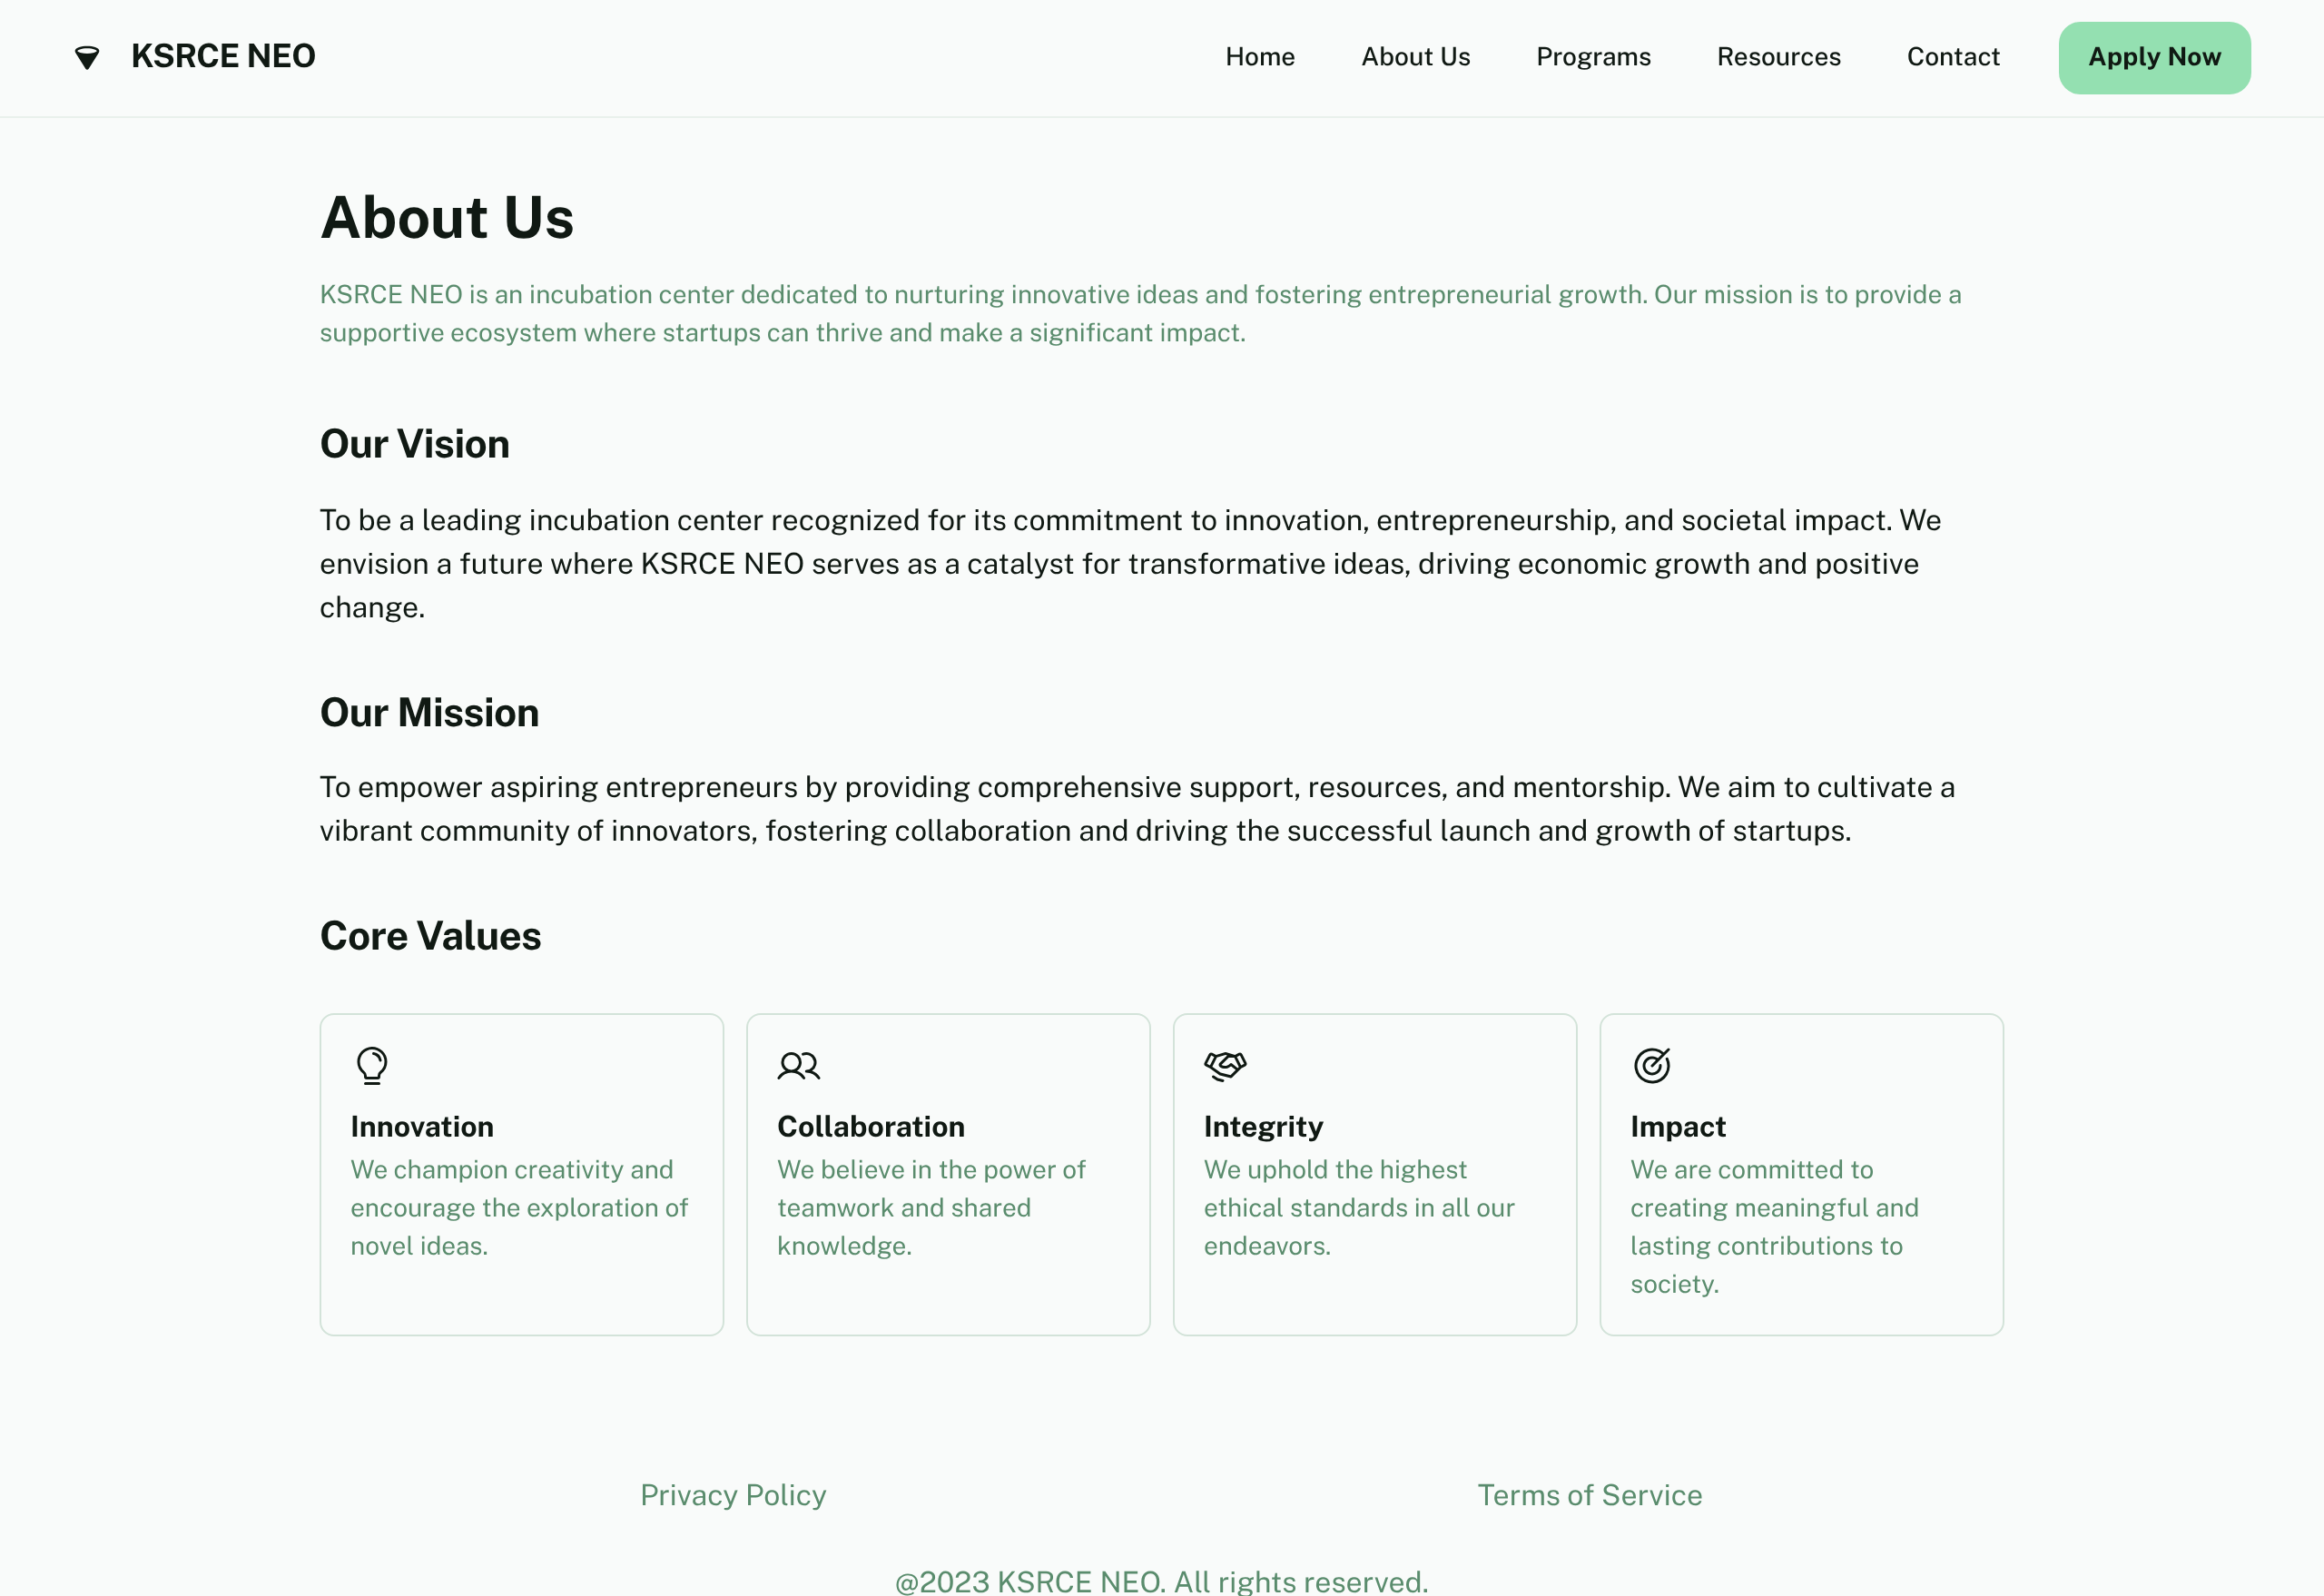 KSRCE NEO
Home
About Us
Programs
Resources
Contact
Apply Now
About Us
KSRCE NEO is an incubation center dedicated to nurturing innovative ideas and fostering entrepreneurial growth. Our mission is to provide a
supportive ecosystem where startups can thrive and make a significant impact.
Our Vision
To be a leading incubation center recognized for its commitment to innovation, entrepreneurship, and societal impact. We
envision a future where KSRCE NEO serves as a catalyst for transformative ideas, driving economic growth and positive
change.
Our Mission
To empower aspiring entrepreneurs by providing comprehensive support, resources, and mentorship. We aim to cultivate a
vibrant community of innovators, fostering collaboration and driving the successful launch and growth of startups.
Core Values
Innovation
We champion creativity and
encourage the exploration of
novel ideas.
Collaboration
We believe in the power of
teamwork and shared
knowledge.
Integrity
We uphold the highest
ethical standards in all our
endeavors.
Impact
We are committed to
creating meaningful and
lasting contributions to
society.
Privacy Policy
Terms of Service
@2023 KSRCE NEO. All rights reserved.